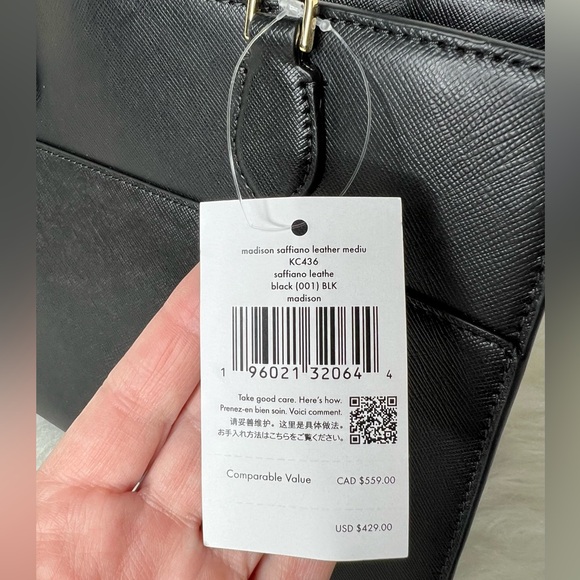 madison saffiano leather mediu
KC436
saffiano leathe
black (001) BLK
madison
1 96021 32064 4
Take good care. Here's how.
Prenez-en bien soin. Voici comment.
请妥善维护。这里是具体做法。
お手入れ方法はこちらをご覧ください。
Comparable Value CAD $559.00
USD $429.00